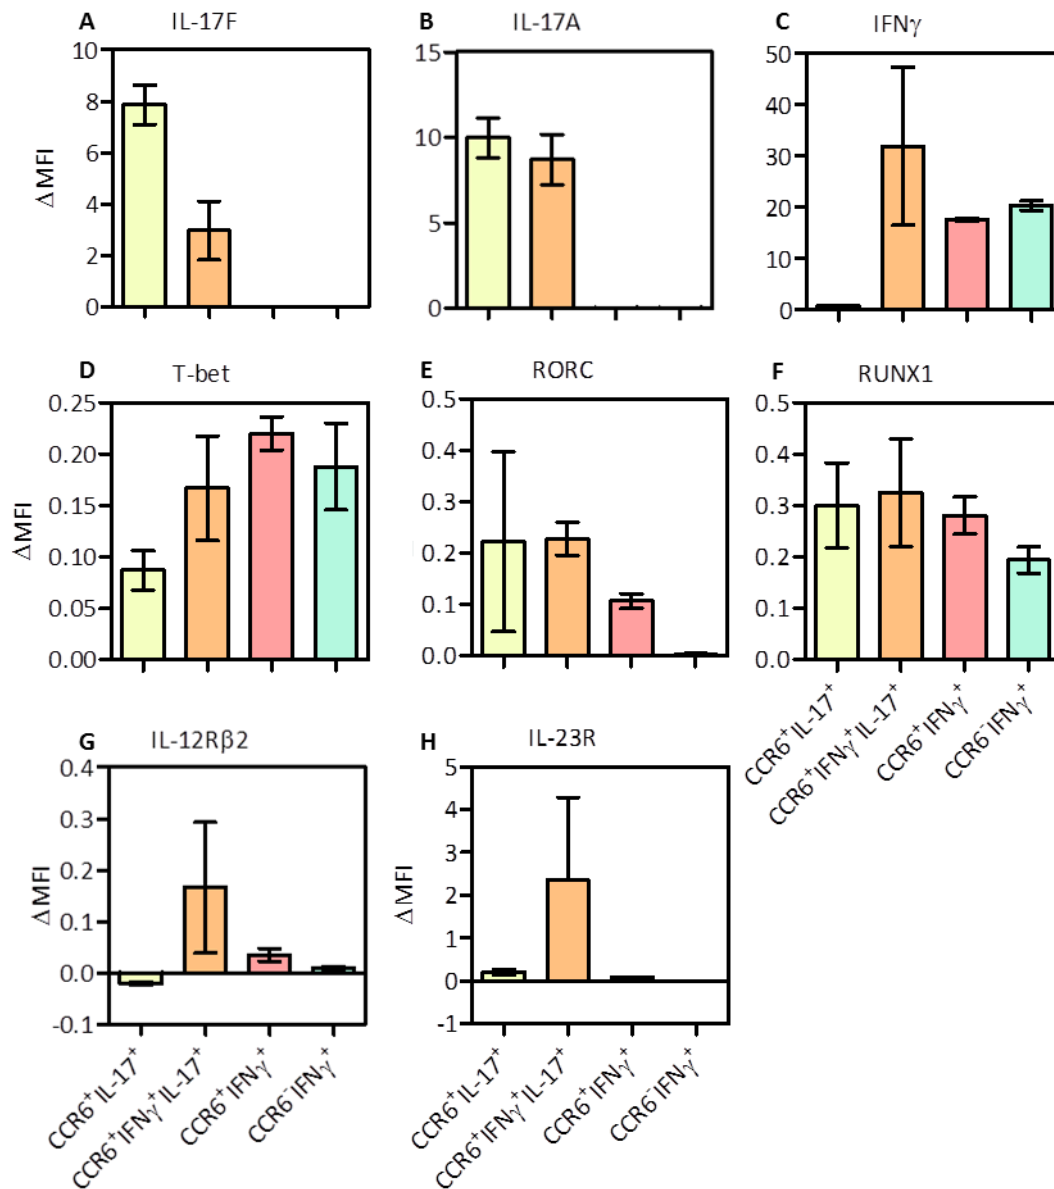 A IL-17F
10
8
6
4
2
0
ΔMFI
B IL-17A
15
10
5
0
C IFNγ
50
40
30
20
10
0
D T-bet
0.25
0.20
0.15
0.10
0.05
0.00
ΔMFI
E RORC
0.5
0.4
0.3
0.2
0.1
0.0
F RUNX1
0.5
0.4
0.3
0.2
0.1
0.0
CCR6⁺IL-17⁺
CCR6⁺IFNγ⁺IL-17⁺
CCR6⁺IFNγ⁺
CCR6⁻IFNγ⁺
G IL-12Rβ2
0.4
0.3
0.2
0.1
0.0
-0.1
ΔMFI
CCR6⁺IL-17⁺
CCR6⁺IFNγ⁺IL-17⁺
CCR6⁺IFNγ⁺
CCR6⁻IFNγ⁺
H IL-23R
5
4
3
2
1
0
-1
ΔMFI
CCR6⁺IL-17⁺
CCR6⁺IFNγ⁺IL-17⁺
CCR6⁺IFNγ⁺
CCR6⁻IFNγ⁺